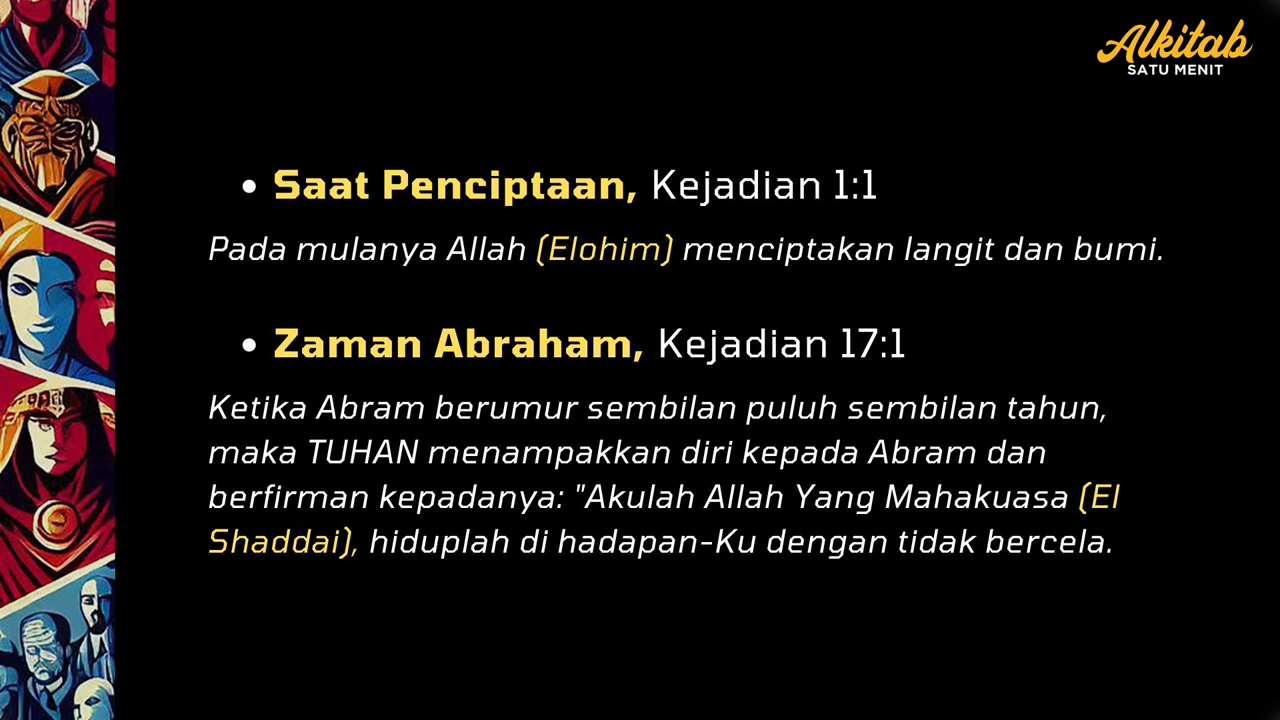 Alkitab
SATU MENIT
• Saat Penciptaan, Kejadian 1:1
Pada mulanya Allah (Elohim) menciptakan langit dan bumi.
• Zaman Abraham, Kejadian 17:1
Ketika Abram berumur sembilan puluh sembilan tahun,
maka TUHAN menampakkan diri kepada Abram dan
berfirman kepadanya: "Akulah Allah Yang Mahakuasa (El
Shaddai), hiduplah di hadapan-Ku dengan tidak bercela.